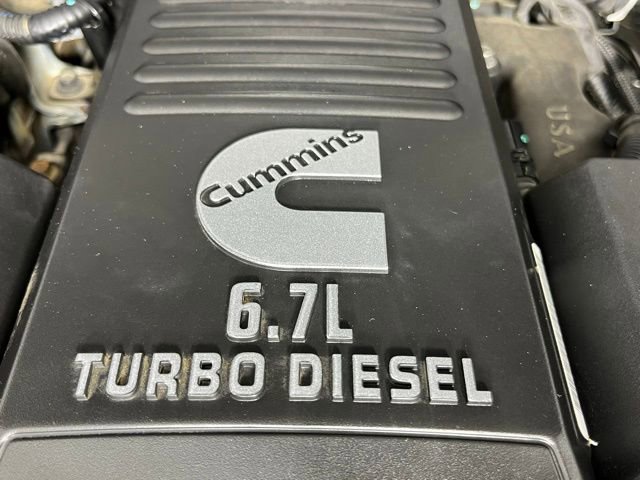 Cummins
6.7L
TURBO DIESEL
USA